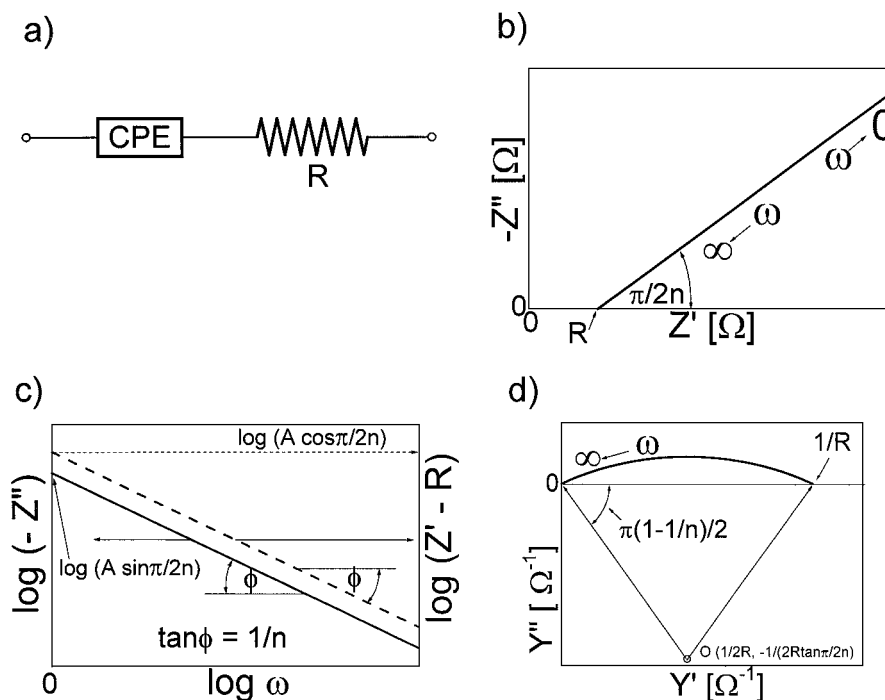 a)
CPE
R
b)
-Z" [Ω]
0
ω
∞ ω
π/2n
0
0
R
Z' [Ω]
c)
log (- Z")
log (A cosπ/2n)
log (A sinπ/2n)
ϕ
ϕ
tanϕ = 1/n
log (Z' - R)
0
log ω
d)
∞ ω
1/R
0
π(1-1/n)/2
Y" [ Ω⁻¹]
O (1/2R, -1/(2Rtanπ/2n)
Y' [Ω⁻¹]